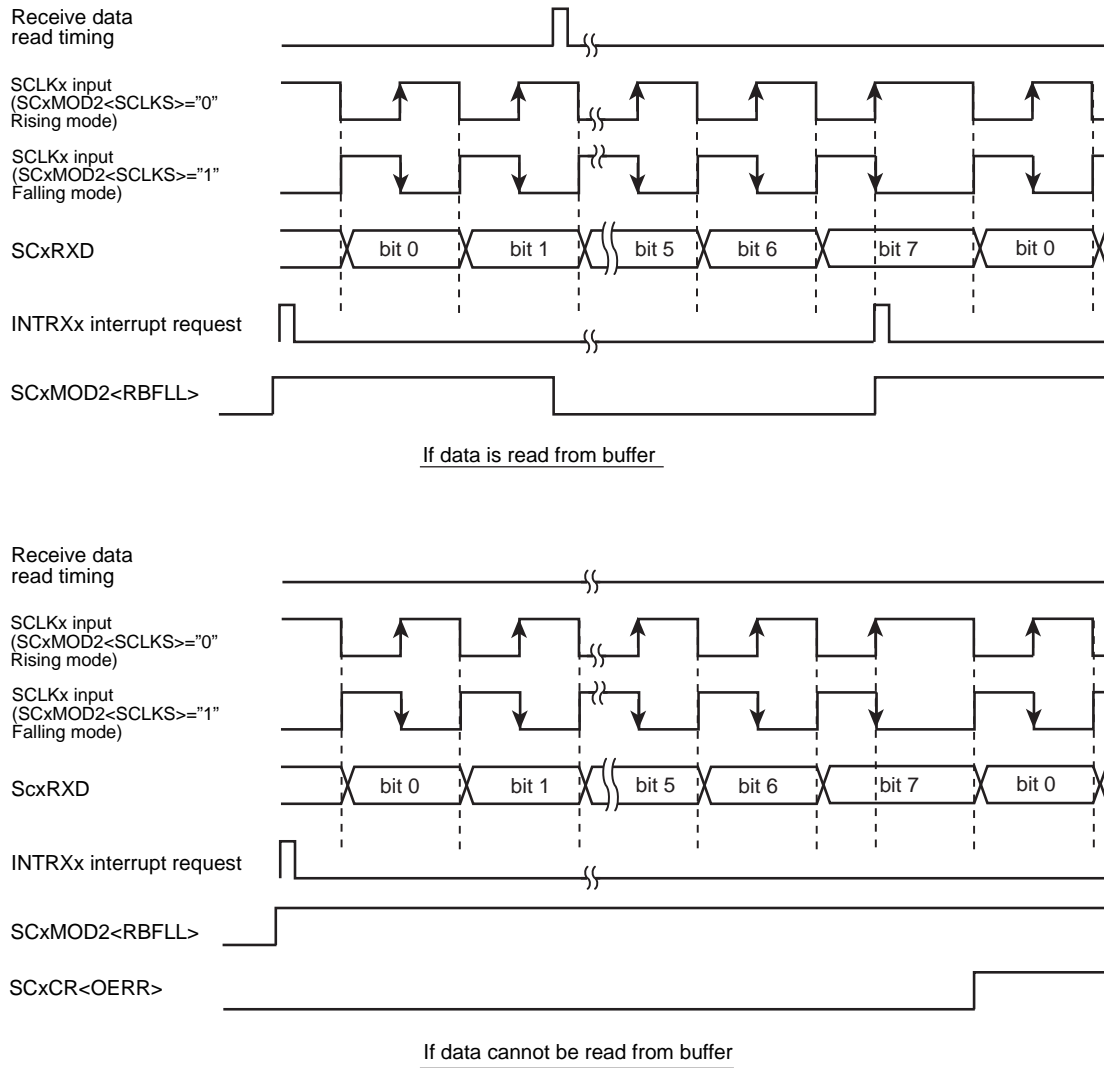 Receive data
read timing
SCLKx input
(SCxMOD2<SCLKS>=”0”
Rising mode)
SCLKx input
(SCxMOD2<SCLKS>=”1”
Falling mode)
SCxRXD
bit 0 bit 1 bit 5 bit 6 bit 7 bit 0
INTRXx interrupt request
SCxMOD2<RBFLL>
If data is read from buffer
Receive data
read timing
SCLKx input
(SCxMOD2<SCLKS>=”0”
Rising mode)
SCLKx input
(SCxMOD2<SCLKS>=”1”
Falling mode)
ScxRXD
bit 0 bit 1 bit 5 bit 6 bit 7 bit 0
INTRXx interrupt request
SCxMOD2<RBFLL>
SCxCR<OERR>
If data cannot be read from buffer